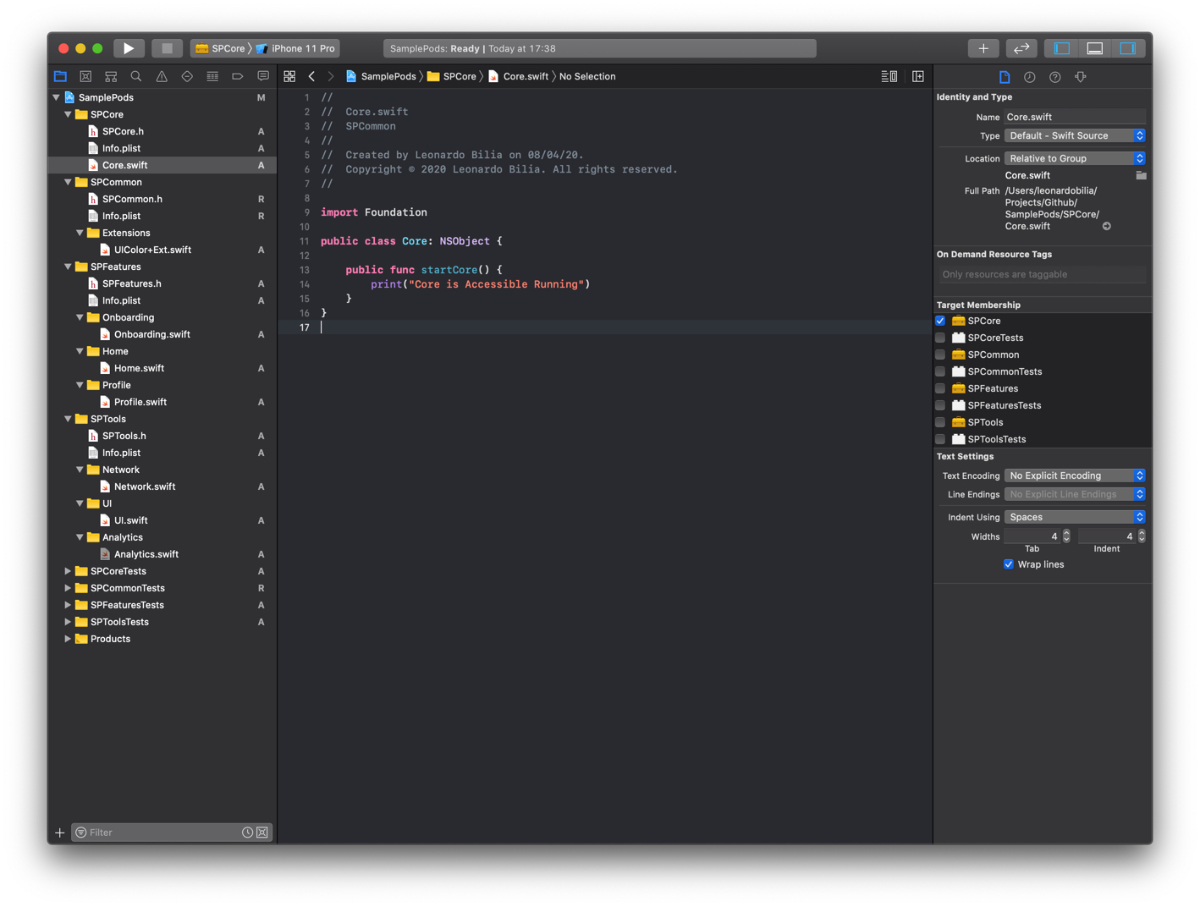 SPCore 〉 iPhone 11 Pro
SamplePods: Ready | Today at 17:38
SamplePods M
SPCore
SPCore.h A
Info.plist A
Core.swift A
SPCommon
SPCommon.h R
Info.plist R
Extensions
UIColor+Ext.swift A
SPFeatures
SPFeatures.h A
Info.plist A
Onboarding
Onboarding.swift A
Home
Home.swift A
Profile
Profile.swift A
SPTools
SPTools.h A
Info.plist A
Network
Network.swift A
UI
UI.swift A
Analytics
Analytics.swift A
SPCoreTests A
SPCommonTests R
SPFeaturesTests A
SPToolsTests A
Products
Filter
SamplePods 〉 SPCore 〉 Core.swift 〉 No Selection
1 //
2 //  Core.swift
3 //  SPCommon
4 //
5 //  Created by Leonardo Bilia on 08/04/20.
6 //  Copyright © 2020 Leonardo Bilia. All rights reserved.
7 //
8
9 import Foundation
10
11 public class Core: NSObject {
12
13     public func startCore() {
14         print("Core is Accessible Running")
15     }
16 }
17
Identity and Type
Name Core.swift
Type Default - Swift Source
Location Relative to Group
Core.swift
Full Path /Users/leonardobilia/
Projects/Github/
SamplePods/SPCore/
Core.swift
On Demand Resource Tags
Only resources are taggable
Target Membership
SPCore
SPCoreTests
SPCommon
SPCommonTests
SPFeatures
SPFeaturesTests
SPTools
SPToolsTests
Text Settings
Text Encoding No Explicit Encoding
Line Endings No Explicit Line Endings
Indent Using Spaces
Widths 4 4
Tab Indent
Wrap lines